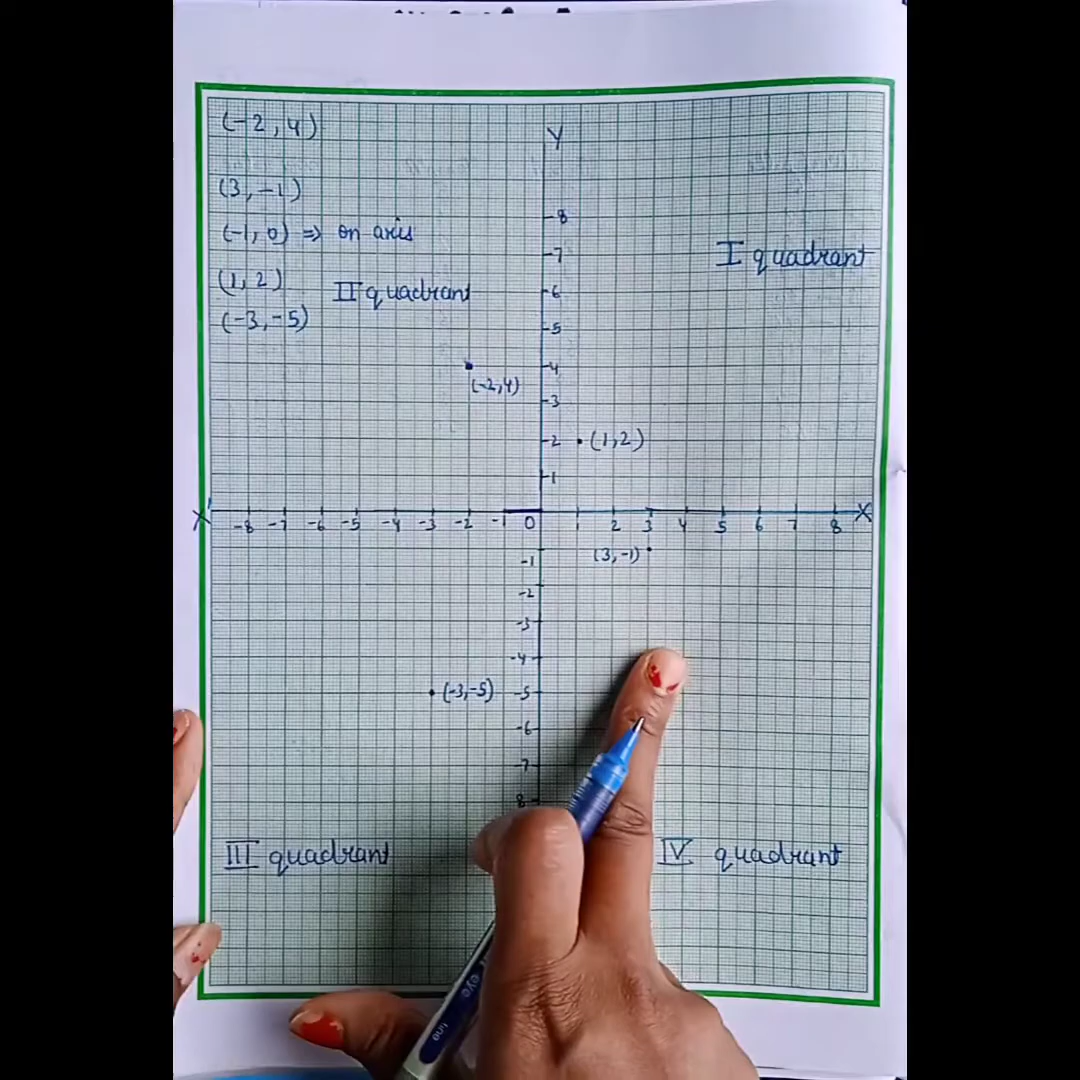 (-2, 4)
Y
(3, -1)
8
(-1, 0) ⇒ on axis
7
I quadrant
(1, 2)
II quadrant
6
(-3, -5)
5
4
(-2,4)
3
2
(1,2)
1
X'
-8 -7 -6 -5 -4 -3 -2 -1 0 1 2 3 4 5 6 7 8
X
-1
(3, -1)
-2
-3
-4
(-3,-5)
-5
-6
-7
8
III quadrant
IV quadrant
eye